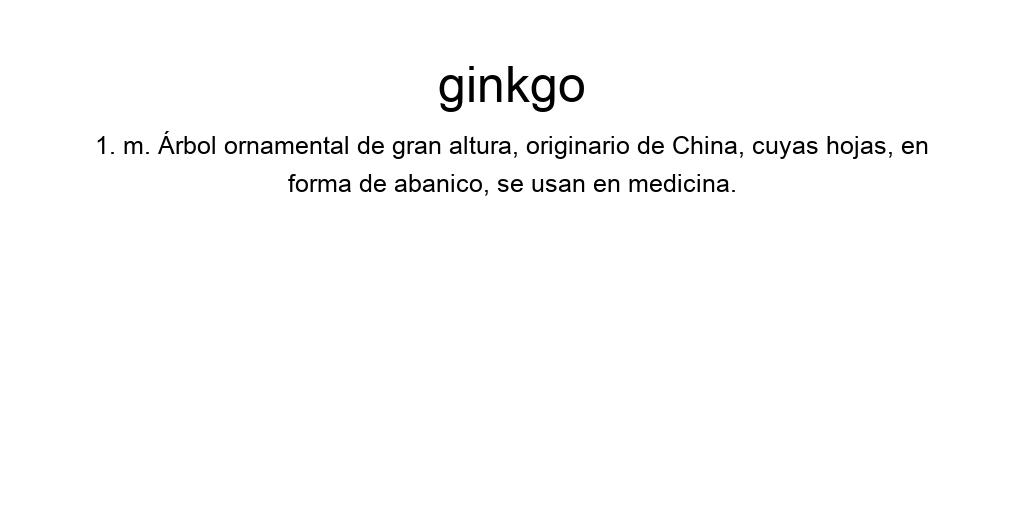 ginkgo
1. m. Árbol ornamental de gran altura, originario de China, cuyas hojas, en
forma de abanico, se usan en medicina.